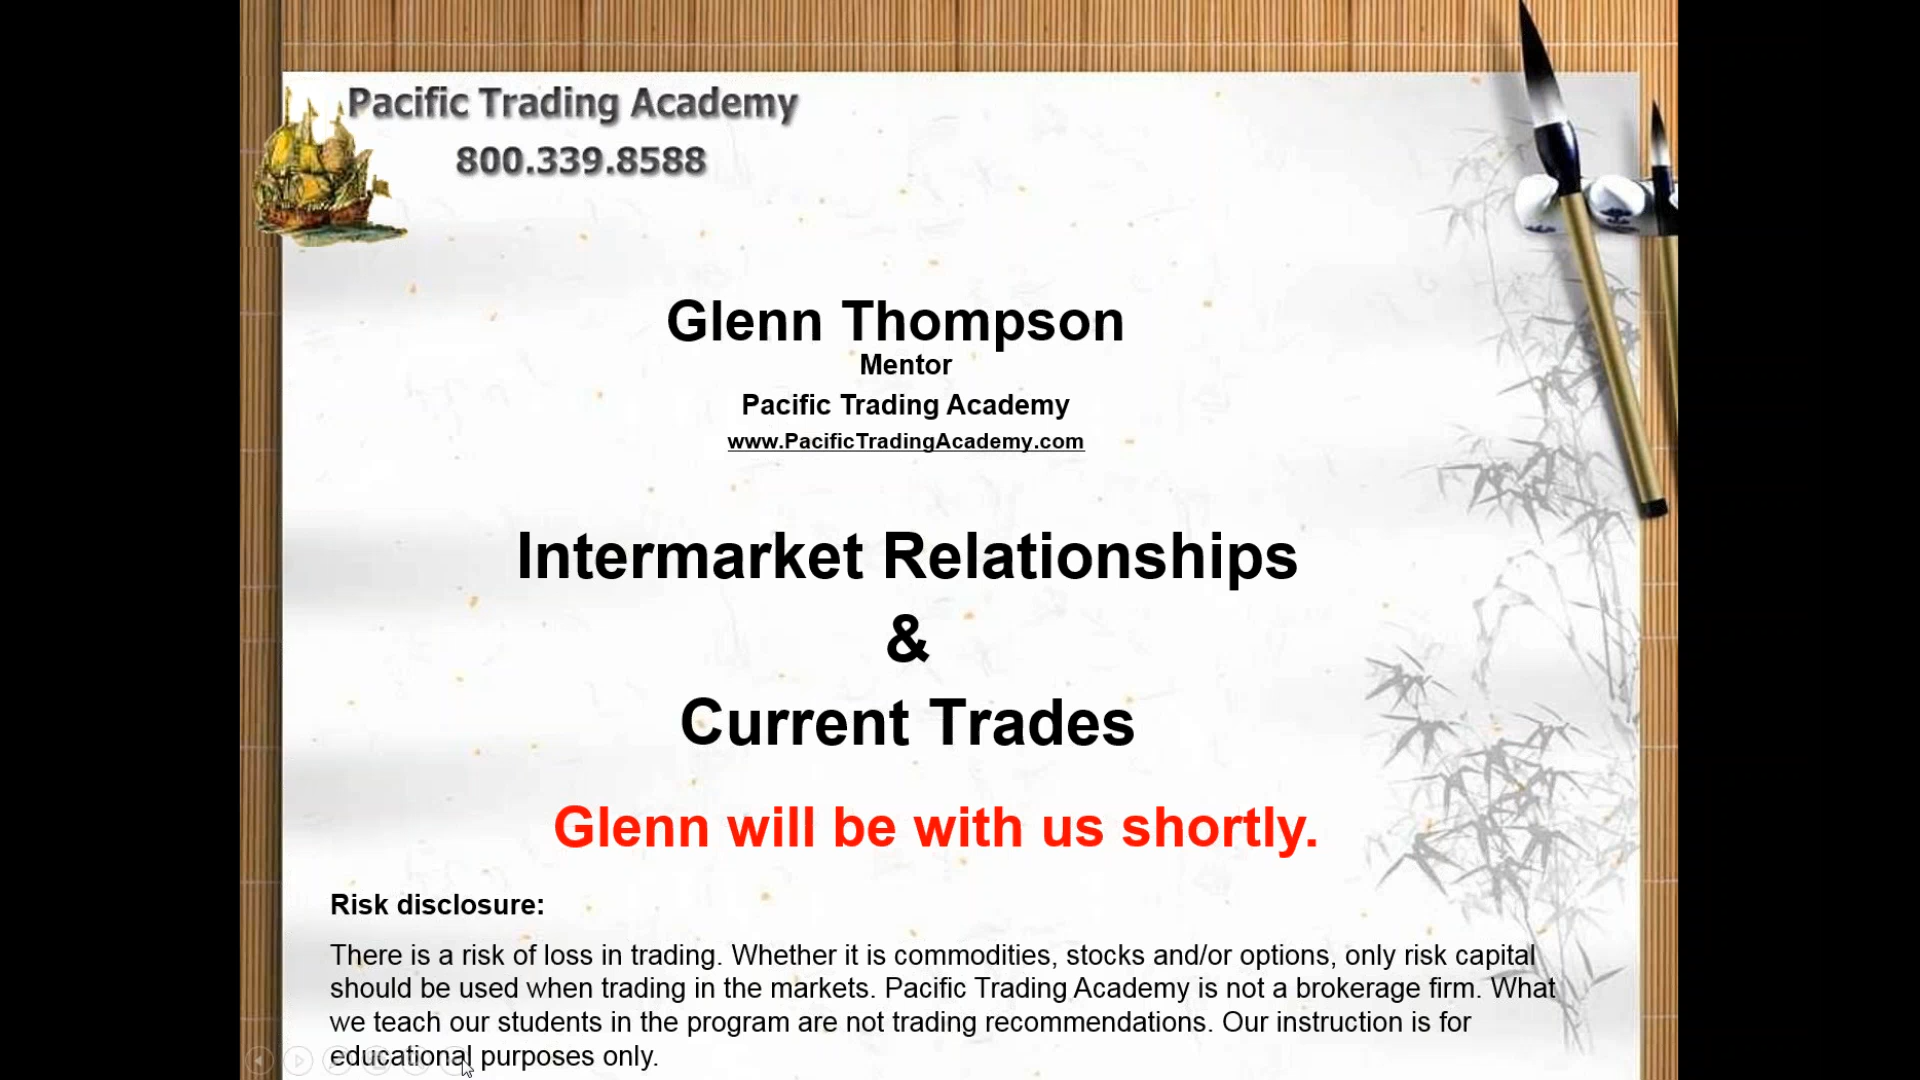 Pacific Trading Academy
800.339.8588
Glenn Thompson
Mentor
Pacific Trading Academy
www.PacificTradingAcademy.com
Intermarket Relationships
&
Current Trades
Glenn will be with us shortly.
Risk disclosure:
There is a risk of loss in trading. Whether it is commodities, stocks and/or options, only risk capital
should be used when trading in the markets. Pacific Trading Academy is not a brokerage firm. What
we teach our students in the program are not trading recommendations. Our instruction is for
educational purposes only.